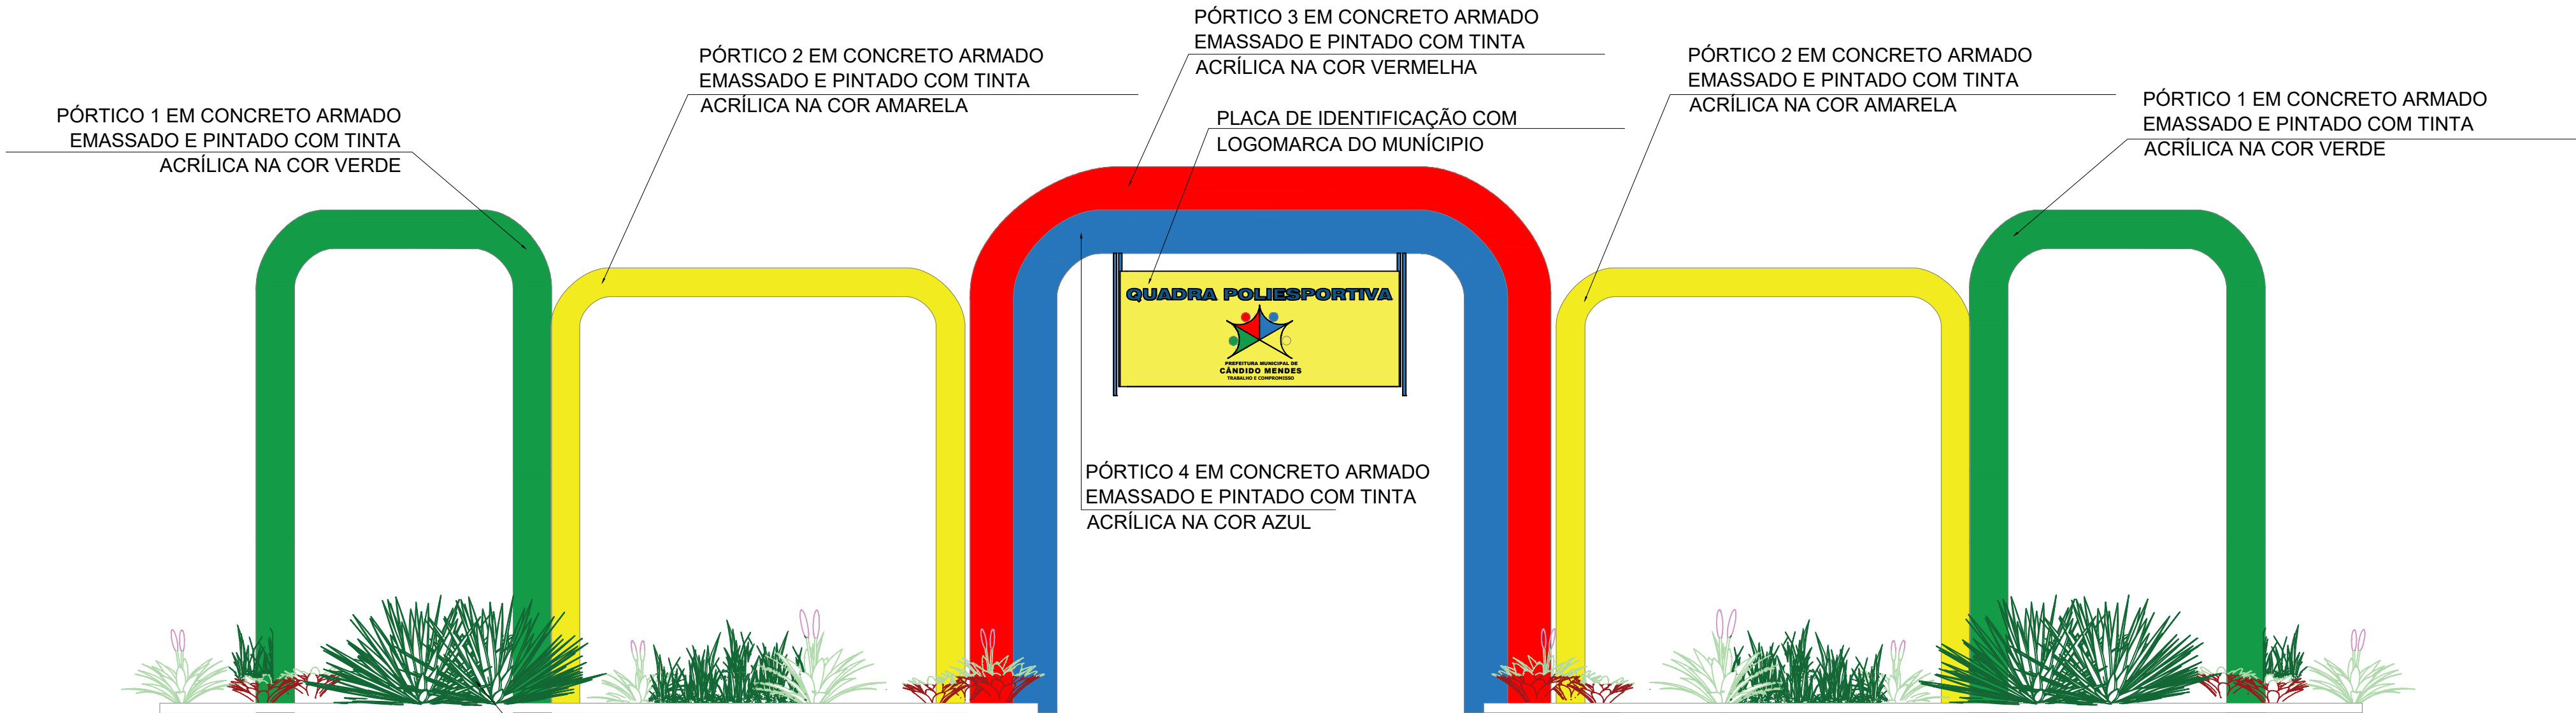 PÓRTICO 1 EM CONCRETO ARMADO
EMASSADO E PINTADO COM TINTA
ACRÍLICA NA COR VERDE
PÓRTICO 2 EM CONCRETO ARMADO
EMASSADO E PINTADO COM TINTA
ACRÍLICA NA COR AMARELA
PÓRTICO 3 EM CONCRETO ARMADO
EMASSADO E PINTADO COM TINTA
ACRÍLICA NA COR VERMELHA
PLACA DE IDENTIFICAÇÃO COM
LOGOMARCA DO MUNÍCIPIO
PÓRTICO 2 EM CONCRETO ARMADO
EMASSADO E PINTADO COM TINTA
ACRÍLICA NA COR AMARELA
PÓRTICO 1 EM CONCRETO ARMADO
EMASSADO E PINTADO COM TINTA
ACRÍLICA NA COR VERDE
QUADRA POLIESPORTIVA
PREFEITURA MUNICIPAL DE
CÂNDIDO MENDES
TRABALHO E COMPROMISSO
PÓRTICO 4 EM CONCRETO ARMADO
EMASSADO E PINTADO COM TINTA
ACRÍLICA NA COR AZUL